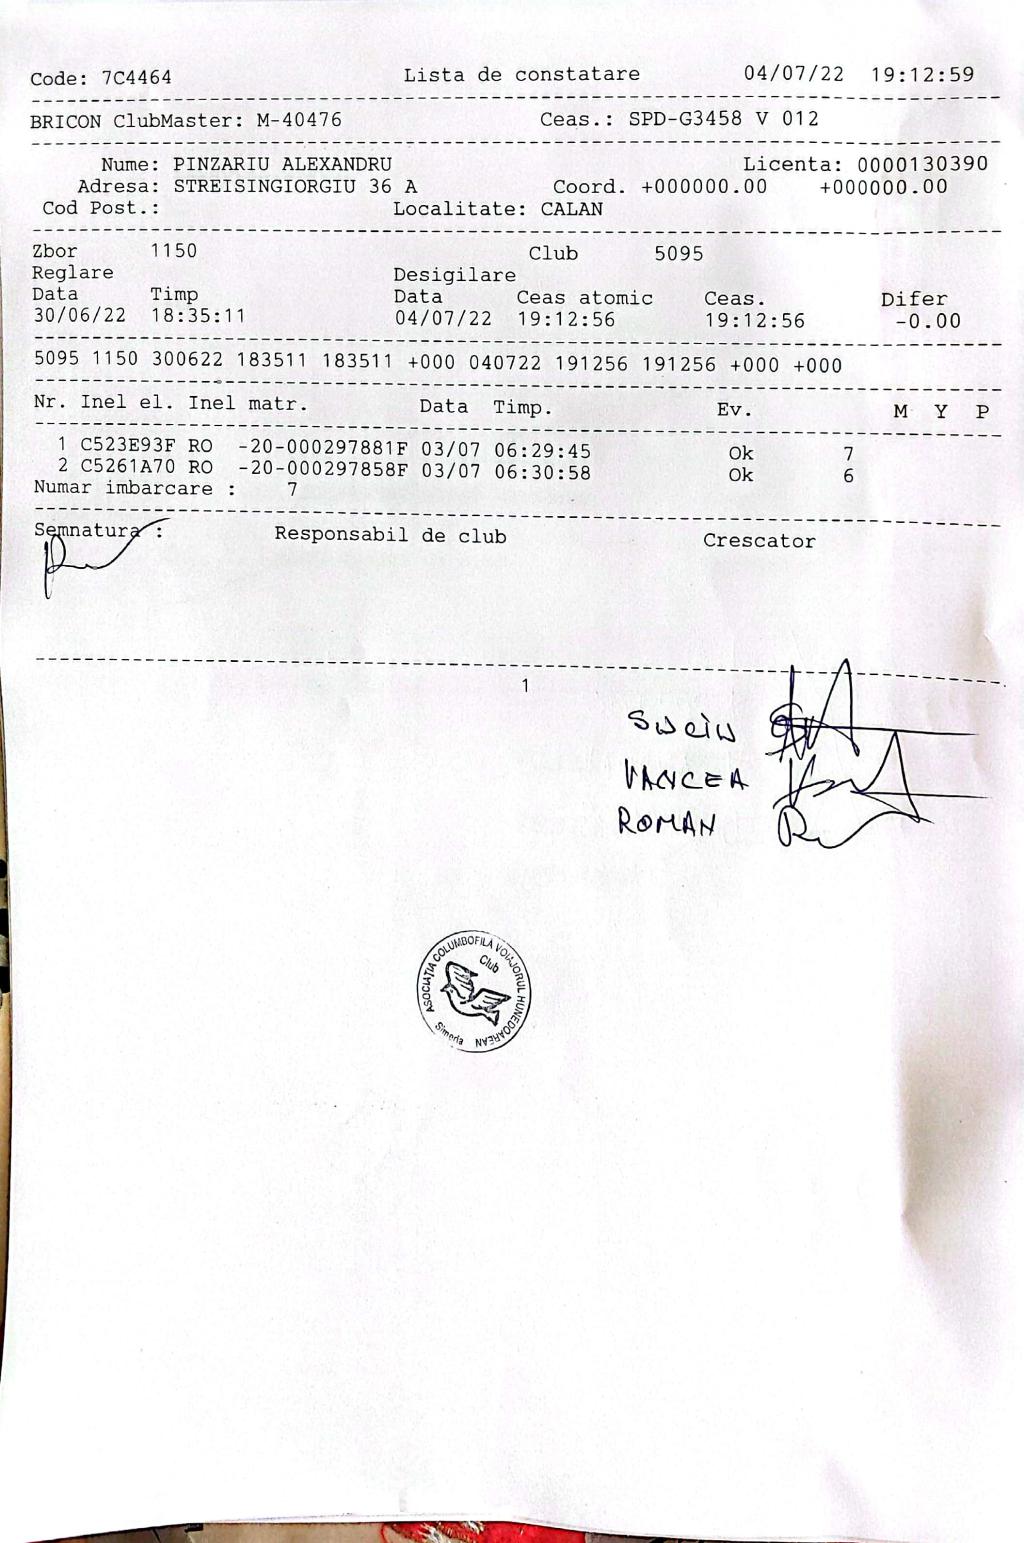 Code: 7C4464 Lista de constatare 04/07/22 19:12:59
BRICON ClubMaster: M-40476 Ceas.: SPD-G3458 V 012
Nume: PINZARIU ALEXANDRU Licenta: 0000130390
Adresa: STREISINGIORGIU 36 A Coord. +000000.00 +000000.00
Cod Post.: Localitate: CALAN
Zbor 1150 Club 5095
Reglare Desigilare
Data Timp Data Ceas atomic Ceas. Difer
30/06/22 18:35:11 04/07/22 19:12:56 19:12:56 -0.00
5095 1150 300622 183511 183511 +000 040722 191256 191256 +000 +000
Nr. Inel el. Inel matr. Data Timp. Ev. M Y P
1 C523E93F RO -20-000297881F 03/07 06:29:45 Ok 7
2 C5261A70 RO -20-000297858F 03/07 06:30:58 Ok 6
Numar imbarcare : 7
Semnatura : Responsabil de club Crescator
1
SUCIU
VANCEA
ROMAN
ASOCIAȚIA COLUMBOFILA VOIAJORUL HUNEDOAREAN
Club
Simeria